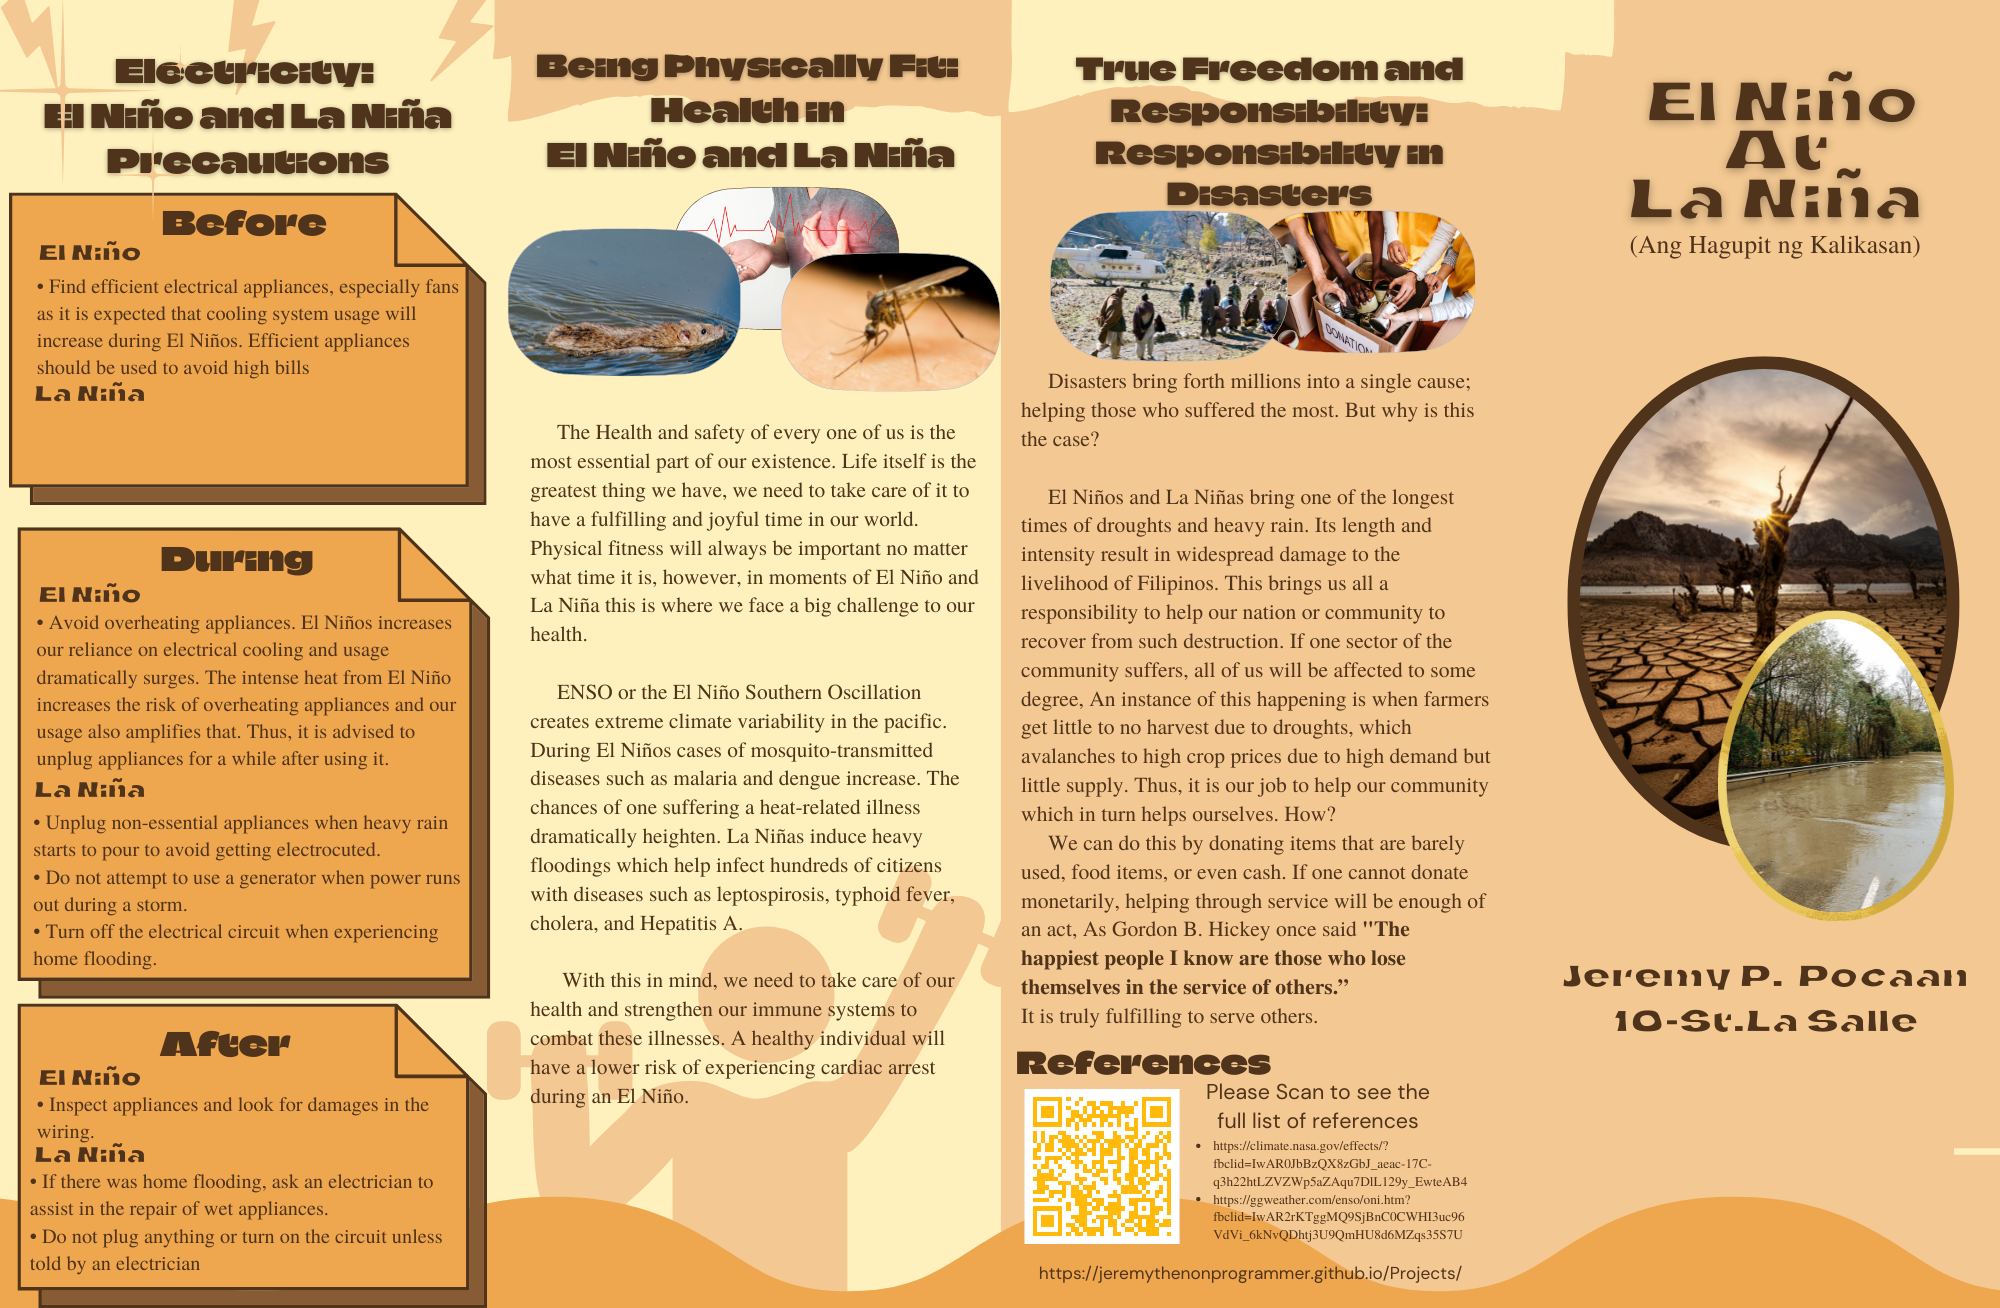 Electricity:
El Niño and La Niña
Precautions
Before
El Niño
• Find efficient electrical appliances, especially fans
as it is expected that cooling system usage will
increase during El Niños. Efficient appliances
should be used to avoid high bills
La Niña
During
El Niño
• Avoid overheating appliances. El Niños increases
our reliance on electrical cooling and usage
dramatically surges. The intense heat from El Niño
increases the risk of overheating appliances and our
usage also amplifies that. Thus, it is advised to
unplug appliances for a while after using it.
La Niña
• Unplug non-essential appliances when heavy rain
starts to pour to avoid getting electrocuted.
• Do not attempt to use a generator when power runs
out during a storm.
• Turn off the electrical circuit when experiencing
home flooding.
After
El Niño
• Inspect appliances and look for damages in the
wiring.
La Niña
• If there was home flooding, ask an electrician to
assist in the repair of wet appliances.
• Do not plug anything or turn on the circuit unless
told by an electrician
Being Physically Fit:
Health in
El Niño and La Niña
The Health and safety of every one of us is the
most essential part of our existence. Life itself is the
greatest thing we have, we need to take care of it to
have a fulfilling and joyful time in our world.
Physical fitness will always be important no matter
what time it is, however, in moments of El Niño and
La Niña this is where we face a big challenge to our
health.
ENSO or the El Niño Southern Oscillation
creates extreme climate variability in the pacific.
During El Niños cases of mosquito-transmitted
diseases such as malaria and dengue increase. The
chances of one suffering a heat-related illness
dramatically heighten. La Niñas induce heavy
floodings which help infect hundreds of citizens
with diseases such as leptospirosis, typhoid fever,
cholera, and Hepatitis A.
With this in mind, we need to take care of our
health and strengthen our immune systems to
combat these illnesses. A healthy individual will
have a lower risk of experiencing cardiac arrest
during an El Niño.
True Freedom and
Responsibility:
Responsibility in
Disasters
DONATION
Disasters bring forth millions into a single cause;
helping those who suffered the most. But why is this
the case?
El Niños and La Niñas bring one of the longest
times of droughts and heavy rain. Its length and
intensity result in widespread damage to the
livelihood of Filipinos. This brings us all a
responsibility to help our nation or community to
recover from such destruction. If one sector of the
community suffers, all of us will be affected to some
degree, An instance of this happening is when farmers
get little to no harvest due to droughts, which
avalanches to high crop prices due to high demand but
little supply. Thus, it is our job to help our community
which in turn helps ourselves. How?
We can do this by donating items that are barely
used, food items, or even cash. If one cannot donate
monetarily, helping through service will be enough of
an act, As Gordon B. Hickey once said "The
happiest people I know are those who lose
themselves in the service of others.”
It is truly fulfilling to serve others.
References
Please Scan to see the
full list of references
• https://climate.nasa.gov/effects/?
fbclid=IwAR0JbBzQX8zGbJ_aeac-17C-
q3h22htLZVZWp5aZAqu7DlL129y_EwteAB4
• https://ggweather.com/enso/oni.htm?
fbclid=IwAR2rKTggMQ9SjBnC0CWHI3uc96
VdVi_6kNvQDhtj3U9QmHU8d6MZqs35S7U
https://jeremythenonprogrammer.github.io/Projects/
El Niño
At
La Niña
(Ang Hagupit ng Kalikasan)
Jeremy P. Pocaan
10-St.La Salle